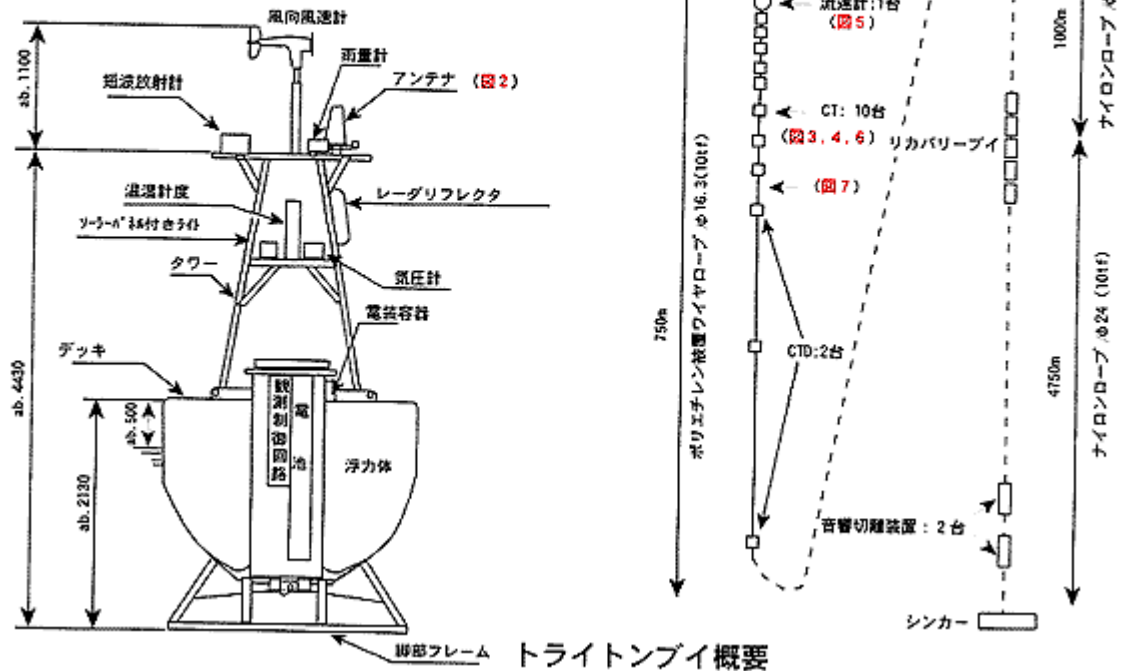 風向風速計
雨量計
アンテナ (図2)
短波放射計
ab. 1100
温湿計度
レーダリフレクタ
ソーラーパネル付きライト
タワー
気圧計
電装容器
デッキ
ab. 4430
ab. 500
ab. 2130
観測制御回路
電池
浮力体
脚部フレーム
流速計:1台
(図5)
CT: 10台
(図3, 4, 6)
(図7)
CTD:2台
750m
ポリエチレン被覆ワイヤロープ φ16.3(10tf)
リカバリーブイ
1000m
ナイロンロープ
4750m
ナイロンロープ φ24 (10tf)
音響切離装置 : 2台
シンカー
トライトンブイ概要